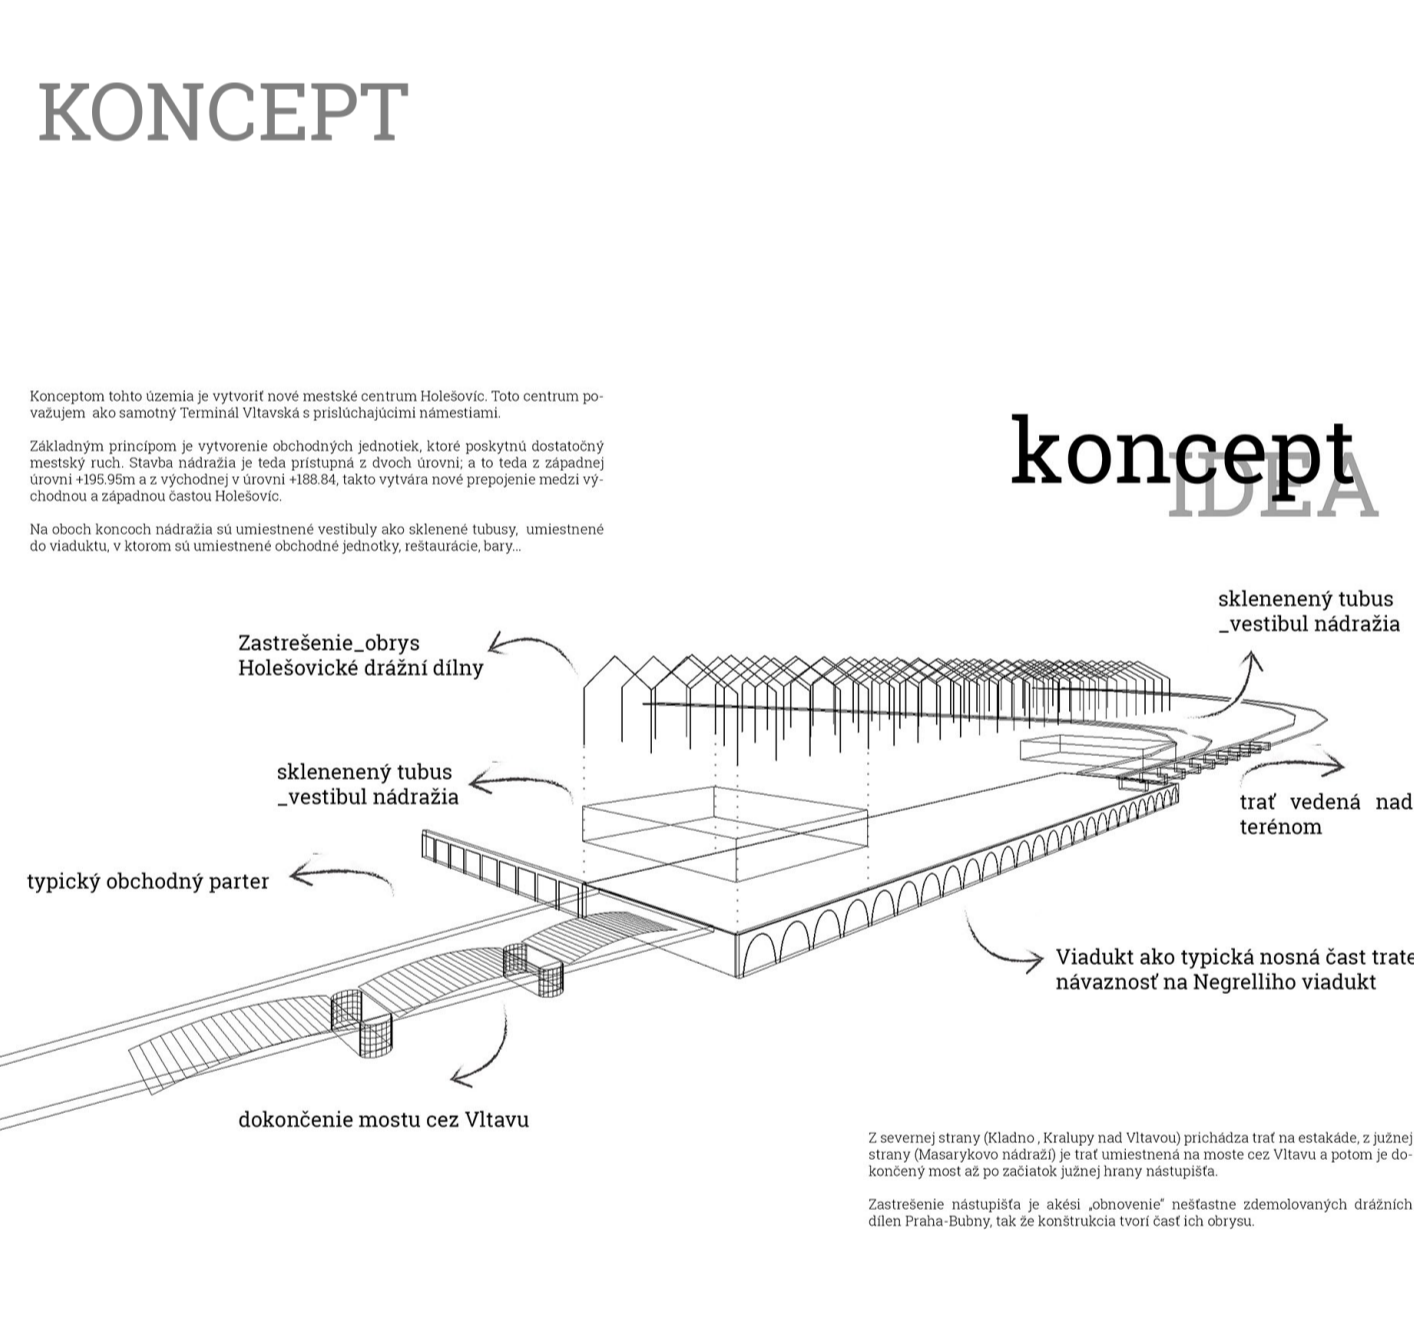 KONCEPT
Konceptom tohto územia je vytvoriť nové mestské centrum Holešovíc. Toto centrum po-
važujem ako samotný Terminál Vltavská s prislúchajúcimi námestiami.
Základným princípom je vytvorenie obchodných jednotiek, ktoré poskytnú dostatočný
mestský ruch. Stavba nádražia je teda prístupná z dvoch úrovni; a to teda z západnej
úrovni +195.95m a z východnej v úrovni +188.84, takto vytvára nové prepojenie medzi vý-
chodnou a západnou častou Holešovíc.
Na oboch koncoch nádražia sú umiestnené vestibuly ako sklenené tubusy, umiestnené
do viaduktu, v ktorom sú umiestnené obchodné jednotky, reštaurácie, bary...
koncept
IDEA
sklenenený tubus
_vestibul nádražia
Zastrešenie_obrys
Holešovické drážní dílny
sklenenený tubus
_vestibul nádražia
trať vedená nad
terénom
typický obchodný parter
Viadukt ako typická nosná čast trate
návaznosť na Negrelliho viadukt
dokončenie mostu cez Vltavu
Z severnej strany (Kladno , Kralupy nad Vltavou) prichádza trať na estakáde, z južnej
strany (Masarykovo nádraží) je trať umiestnená na moste cez Vltavu a potom je do-
končený most až po začiatok južnej hrany nástupišťa.
Zastrešenie nástupišťa je akési „obnovenie" nešťastne zdemolovaných drážních
dílen Praha-Bubny, tak že konštrukcia tvorí časť ich obrysu.